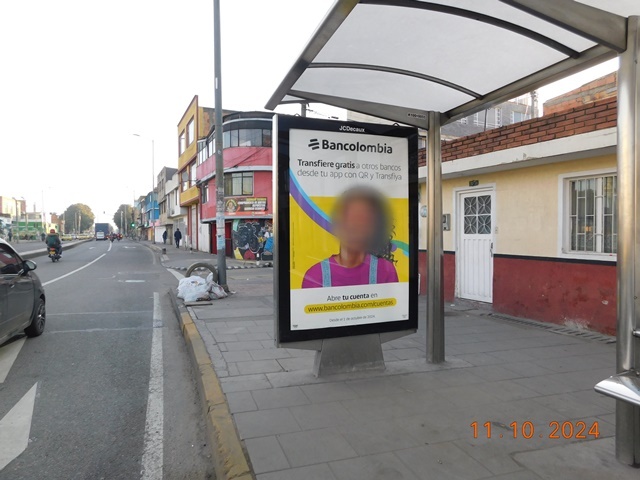 JCDecaux
Bancolombia
Transfiere gratis a otros bancos
desde tu app con QR y Transfiya
Abre tu cuenta en
www.bancolombia.com/cuentas
11.10.2024